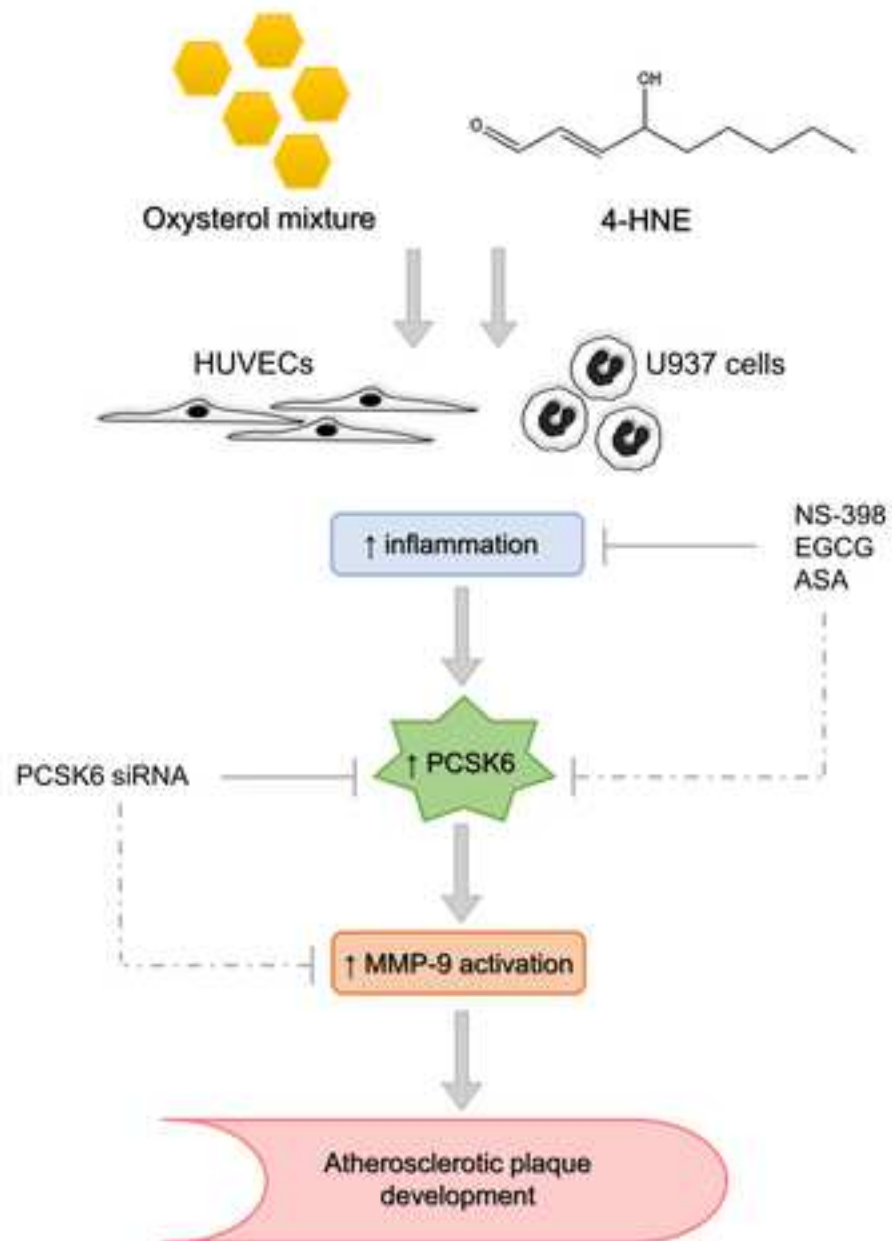 OH
O
Oxysterol mixture
4-HNE
HUVECs
U937 cells
↑ inflammation
NS-398
EGCG
ASA
↑ PCSK6
PCSK6 siRNA
↑ MMP-9 activation
Atherosclerotic plaque
development